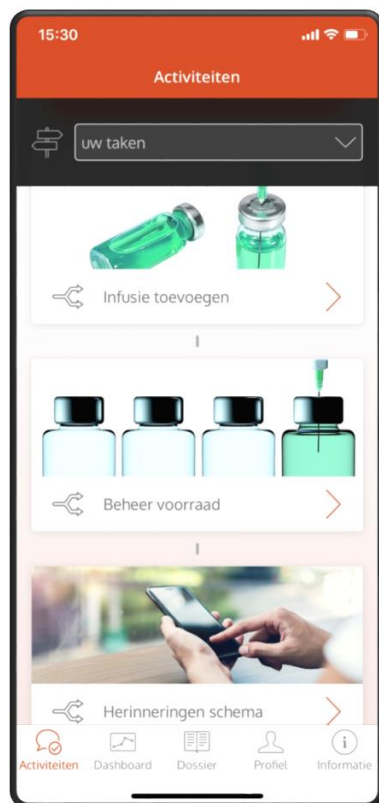 15:30
Activiteiten
uw taken
Infusie toevoegen
Beheer voorraad
Herinneringen schema
Activiteiten Dashboard Dossier Profiel Informatie